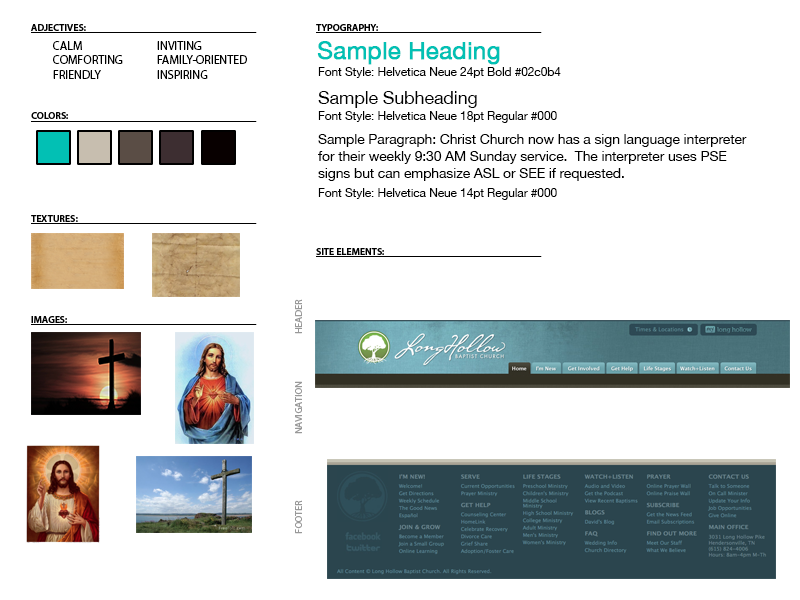 ADJECTIVES:
CALM
COMFORTING
FRIENDLY
INVITING
FAMILY-ORIENTED
INSPIRING
COLORS:
TEXTURES:
IMAGES:
TYPOGRAPHY:
Sample Heading
Font Style: Helvetica Neue 24pt Bold #02c0b4
Sample Subheading
Font Style: Helvetica Neue 18pt Regular #000
Sample Paragraph: Christ Church now has a sign language interpreter
for their weekly 9:30 AM Sunday service.  The interpreter uses PSE
signs but can emphasize ASL or SEE if requested.
Font Style: Helvetica Neue 14pt Regular #000
SITE ELEMENTS:
HEADER
Times & Locations
my long hollow
LongHollow
BAPTIST CHURCH
Home
I'm New
Get Involved
Get Help
Life Stages
Watch+Listen
Contact Us
NAVIGATION
FOOTER
I'M NEW!
Welcome!
Get Directions
Weekly Schedule
The Good News
Español
JOIN & GROW
Become a Member
Join a Small Group
Online Learning
SERVE
Current Opportunities
Prayer Ministry
GET HELP
Counseling Center
HomeLink
Celebrate Recovery
Divorce Care
Grief Share
Adoption/Foster Care
LIFE STAGES
Preschool Ministry
Children's Ministry
Middle School
Ministry
High School Ministry
College Ministry
Adult Ministry
Men's Ministry
Women's Ministry
WATCH+LISTEN
Audio and Video
Get the Podcast
View Recent Baptisms
BLOGS
David's Blog
FAQ
Wedding Info
Church Directory
PRAYER
Online Prayer Wall
Online Praise Wall
SUBSCRIBE
Get the News Feed
Email Subscriptions
FIND OUT MORE
Meet Our Staff
What We Believe
CONTACT US
Talk to Someone
On Call Minister
Update Your Info
Job Opportunities
Give Online
MAIN OFFICE
3031 Long Hollow Pike
Hendersonville, TN
(615) 824-4506
Hours: 8am-4pm M-Th
facebook
twitter
All Content © Long Hollow Baptist Church. All Rights Reserved.